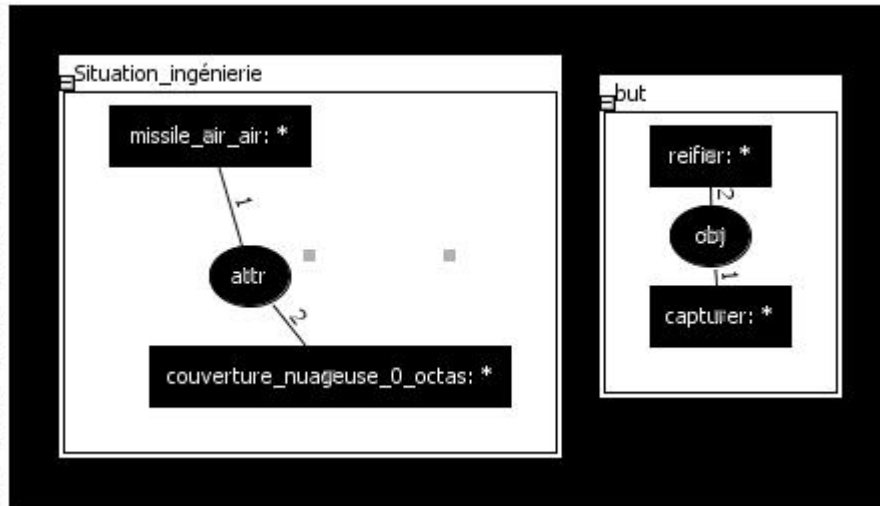 Situation_ingénierie
missile_air_air: *
1
attr
2
couverture_nuageuse_0_octas: *
but
reifier: *
2
obj
1
capturer: *